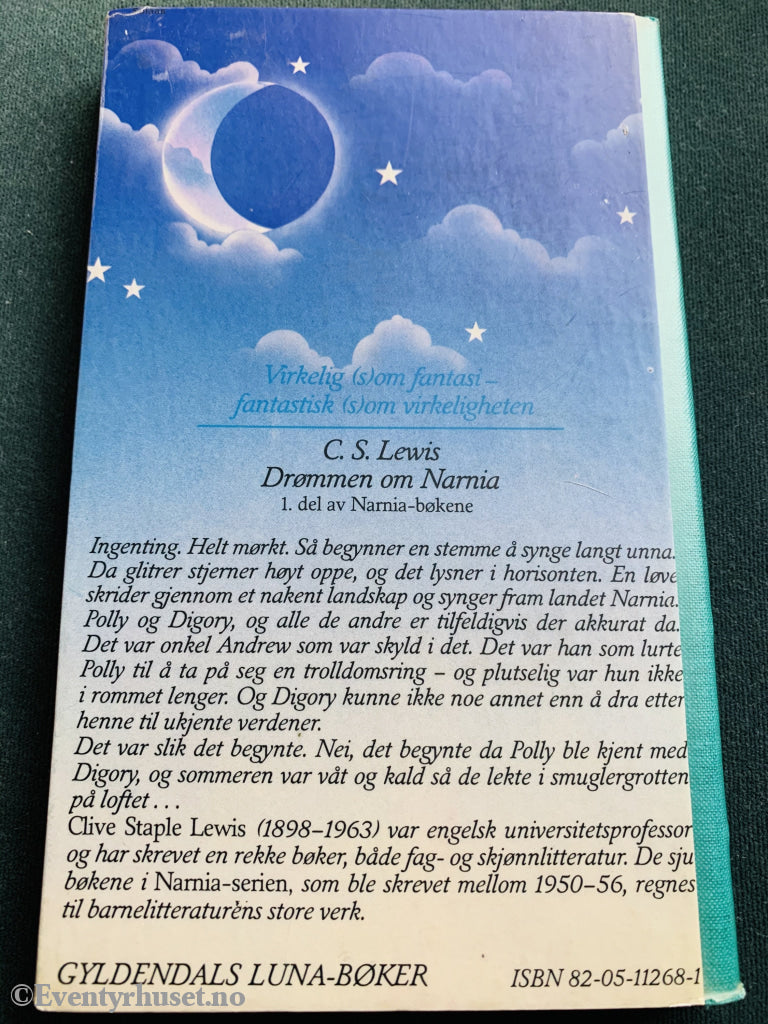 Virkelig (s)om fantasi –
fantastisk (s)om virkeligheten
C. S. Lewis
Drømmen om Narnia
1. del av Narnia-bøkene
Ingenting. Helt mørkt. Så begynner en stemme å synge langt unna.
Da glitrer stjerner høyt oppe, og det lysner i horisonten. En løve
skrider gjennom et nakent landskap og synger fram landet Narnia.
Polly og Digory, og alle de andre er tilfeldigvis der akkurat da.
Det var onkel Andrew som var skyld i det. Det var han som lurte
Polly til å ta på seg en trolldomsring – og plutselig var hun ikke
i rommet lenger. Og Digory kunne ikke noe annet enn å dra etter
henne til ukjente verdener.
Det var slik det begynte. Nei, det begynte da Polly ble kjent med
Digory, og sommeren var våt og kald så de lekte i smuglergrotten
på loftet . . .
Clive Staple Lewis (1898–1963) var engelsk universitetsprofessor
og har skrevet en rekke bøker, både fag- og skjønnlitteratur. De sju
bøkene i Narnia-serien, som ble skrevet mellom 1950–56, regnes
til barnelitteraturens store verk.
GYLDENDALS LUNA-BØKER
ISBN 82-05-11268-1
©Eventyrhuset.no